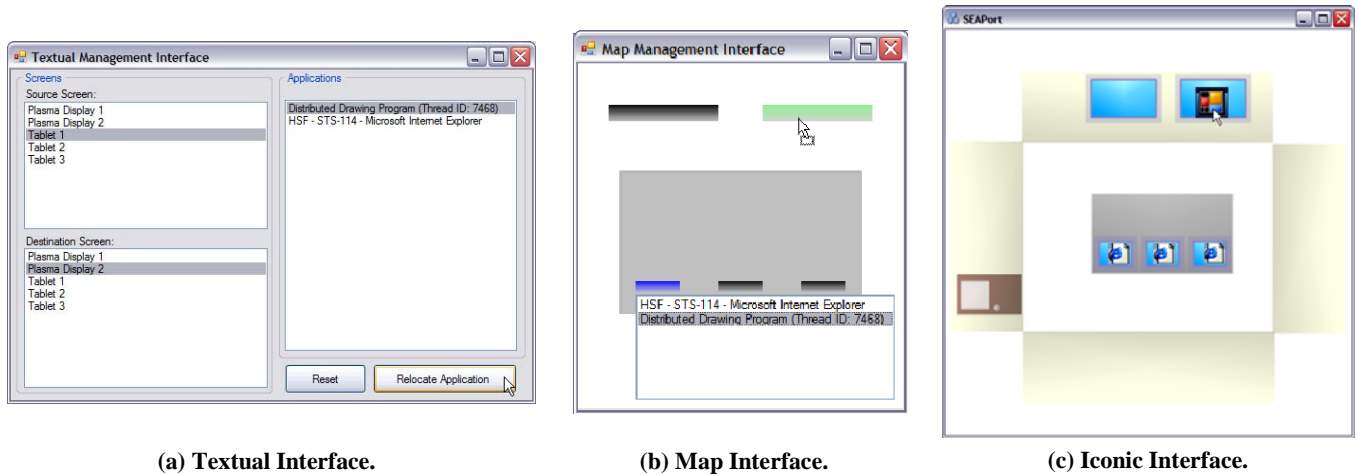 Textual Management Interface
Screens
Source Screen:
Plasma Display 1
Plasma Display 2
Tablet 1
Tablet 2
Tablet 3
Destination Screen:
Plasma Display 1
Plasma Display 2
Tablet 1
Tablet 2
Tablet 3
Applications
Distributed Drawing Program (Thread ID: 7468)
HSF - STS-114 - Microsoft Internet Explorer
Reset
Relocate Application
(a) Textual Interface.
Map Management Interface
HSF - STS-114 - Microsoft Internet Explorer
Distributed Drawing Program (Thread ID: 7468)
(b) Map Interface.
SEAPort
(c) Iconic Interface.